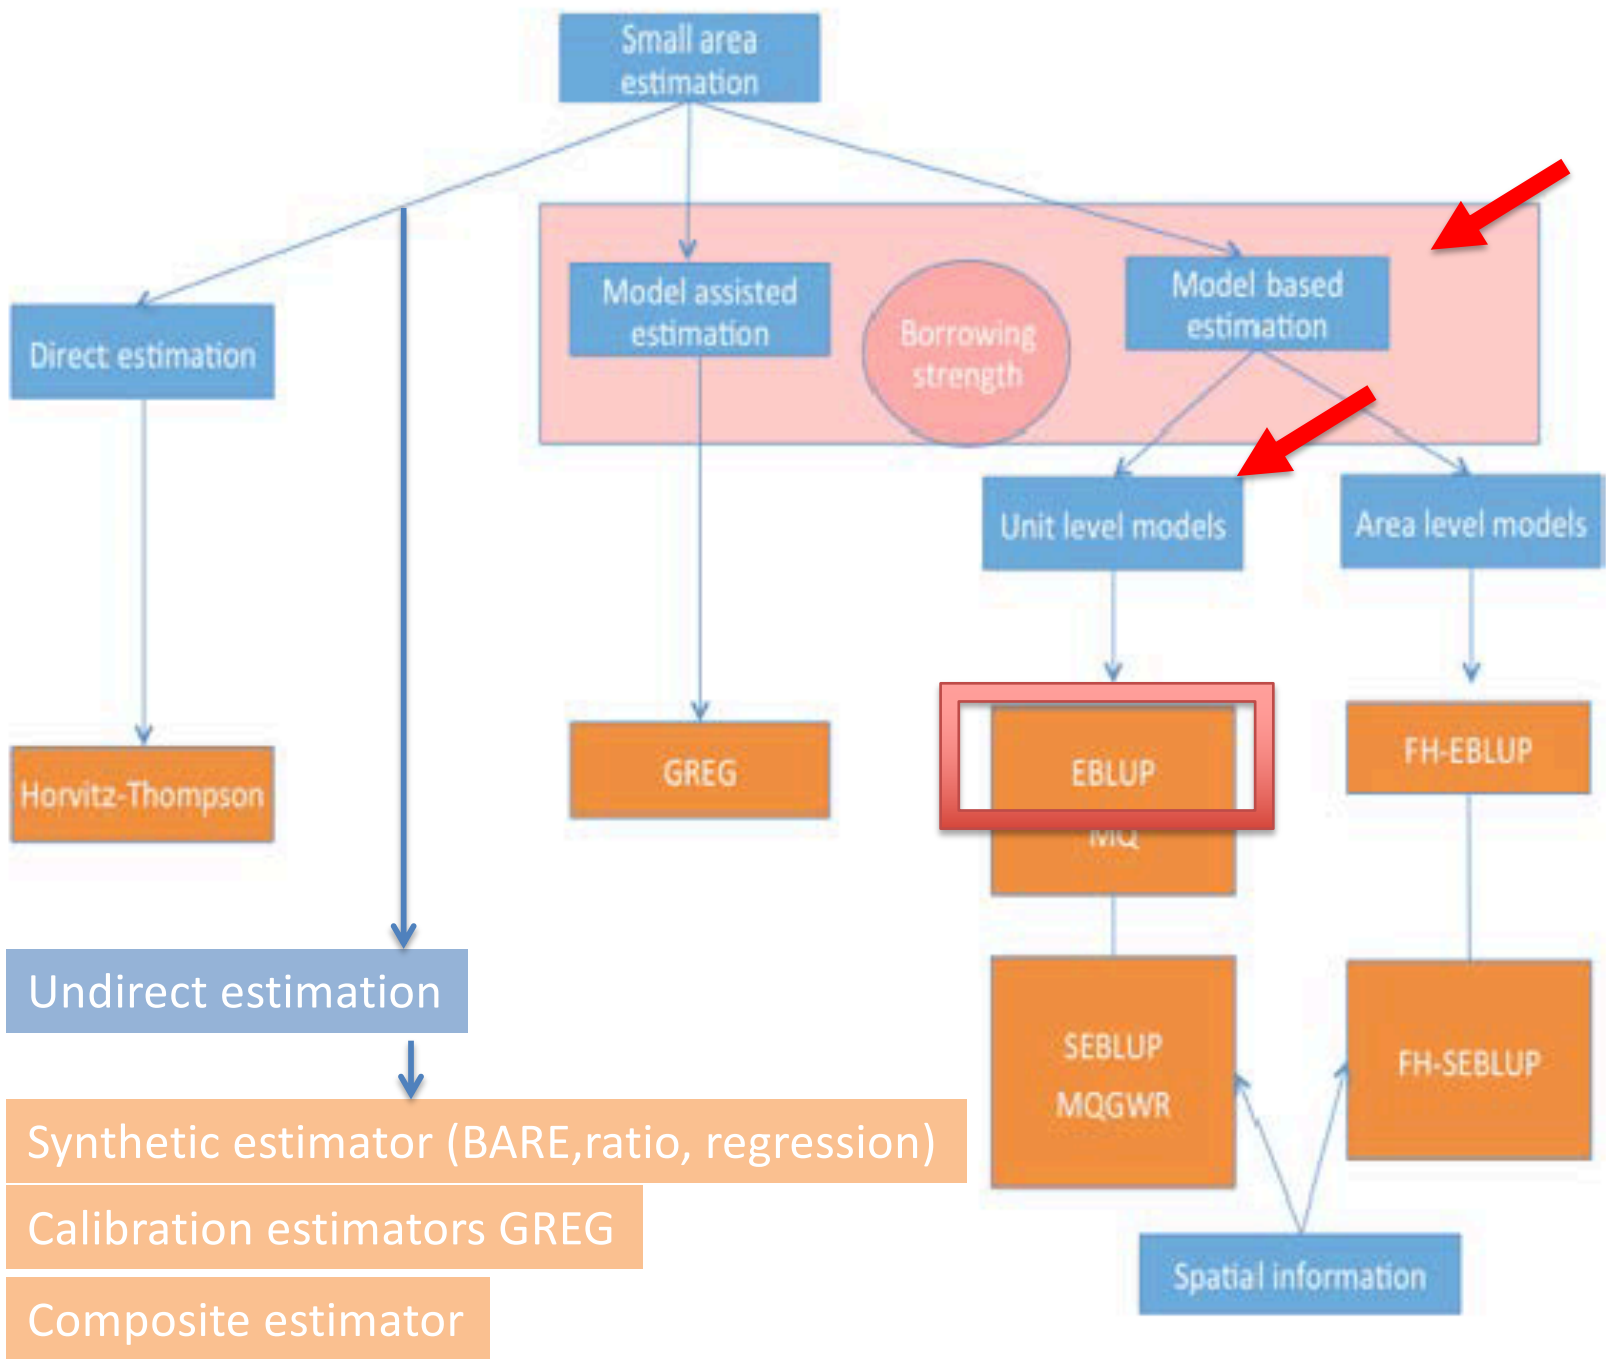 Small area
estimation
Model assisted
estimation
Borrowing
strength
Model based
estimation
Direct estimation
Unit level models
Area level models
Horvitz-Thompson
GREG
EBLUP
MQ
FH-EBLUP
Undirect estimation
SEBLUP
MQGWR
FH-SEBLUP
Synthetic estimator (BARE,ratio, regression)
Calibration estimators GREG
Composite estimator
Spatial information